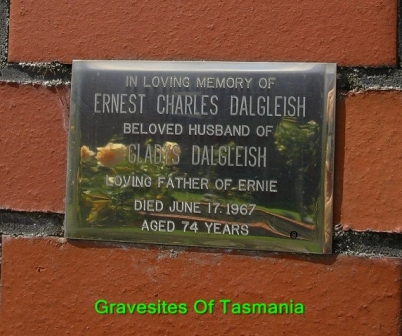 IN LOVING MEMORY OF
ERNEST CHARLES DALGLEISH
BELOVED HUSBAND OF
GLADYS DALGLEISH
LOVING FATHER OF ERNIE
DIED JUNE 17. 1967
AGED 74 YEARS
Gravesites Of Tasmania